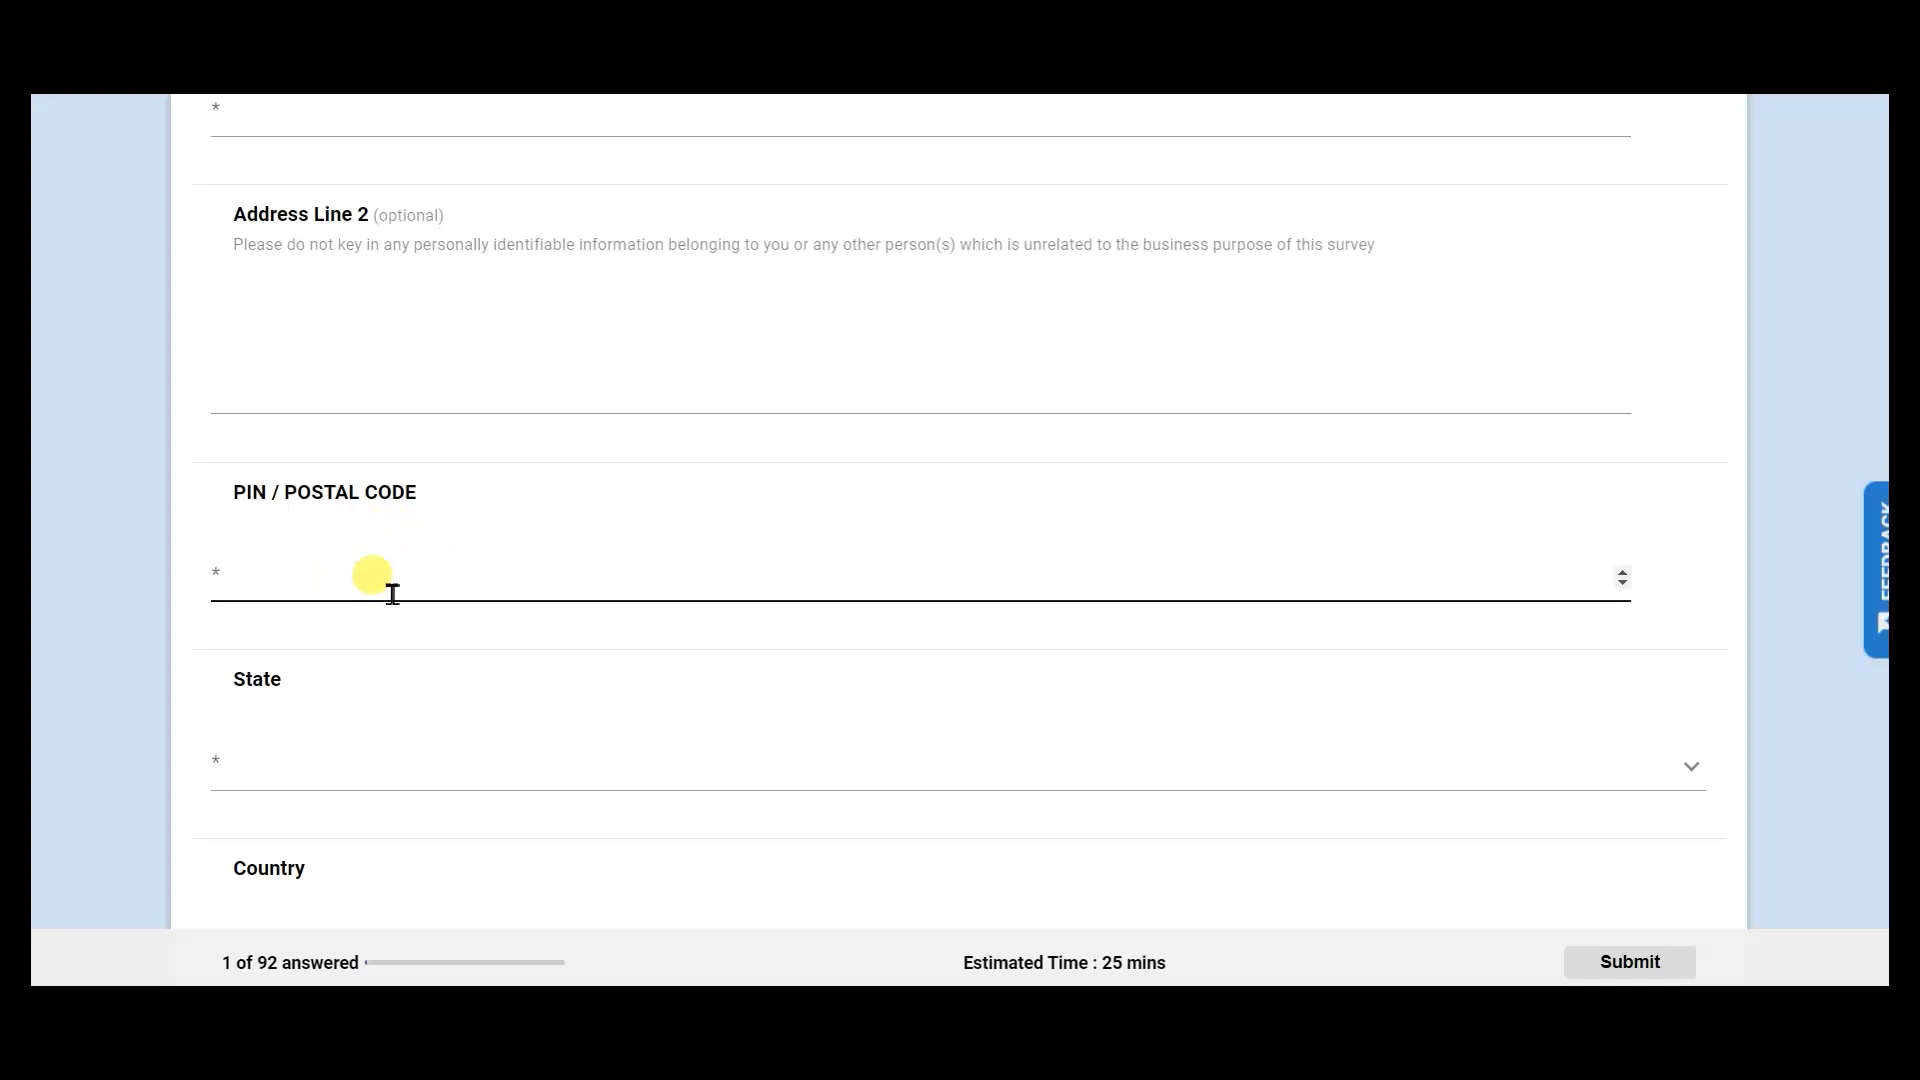 *
Address Line 2 (optional)
Please do not key in any personally identifiable information belonging to you or any other person(s) which is unrelated to the business purpose of this survey
PIN / POSTAL CODE
*
State
*
Country
FEEDBACK
1 of 92 answered
Estimated Time : 25 mins
Submit